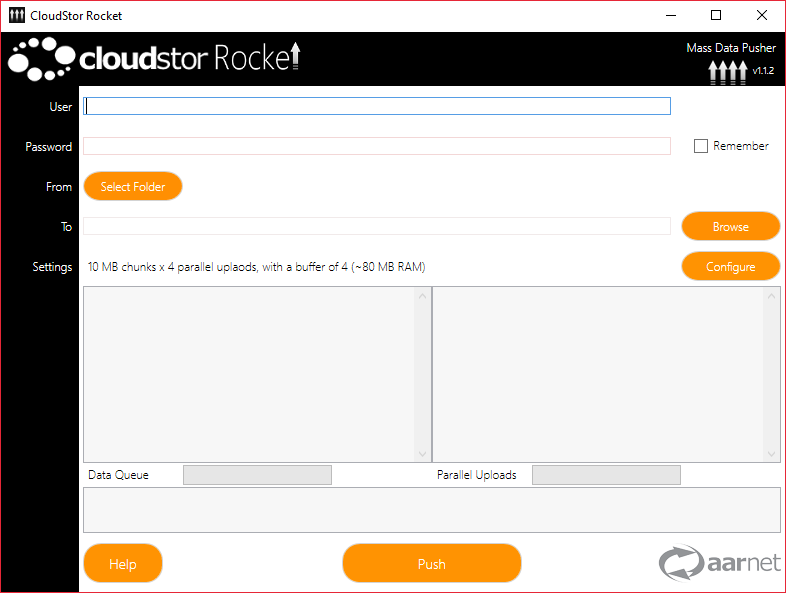 CloudStor Rocket
cloudstor Rocket
Mass Data Pusher
v1.1.2
User
Password
Remember
From
Select Folder
To
Browse
Settings
10 MB chunks x 4 parallel uplaods, with a buffer of 4 (~80 MB RAM)
Configure
Data Queue
Parallel Uploads
Help
Push
aarnet